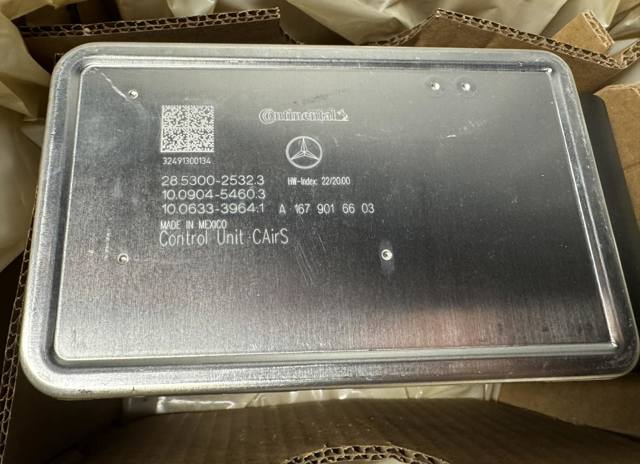 Continental
32491300134
28.5300-2532.3 HW-Index: 22/20.00
10.0904-5460.3
10.0633-3964.1 A 167 901 66 03
MADE IN MEXICO
Control Unit CAirS